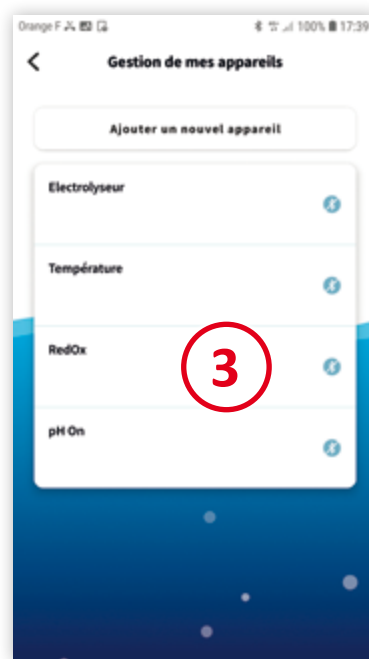 Orange F
100% 17:39
Gestion de mes appareils
Ajouter un nouvel appareil
Electrolyseur
Température
RedOx
3
pH On